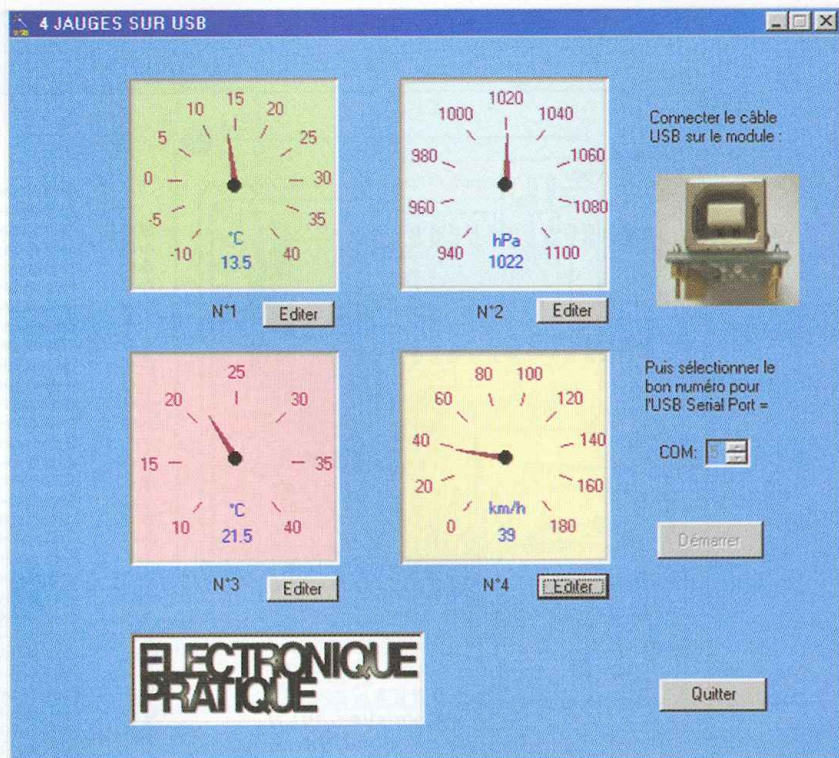 4 JAUGES SUR USB
-10
-5
0
5
10
15
20
25
30
35
40
°C
13.5
N°1
Editer
940
960
980
1000
1020
1040
1060
1080
1100
hPa
1022
N°2
Editer
Connecter le câble
USB sur le module :
10
15
20
25
30
35
40
°C
21.5
N°3
Editer
0
20
40
60
80
100
120
140
160
180
km/h
39
N°4
Editer
Puis sélectionner le
bon numéro pour
l'USB Serial Port =
COM: 5
Démarrer
ELECTRONIQUE
PRATIQUE
Quitter